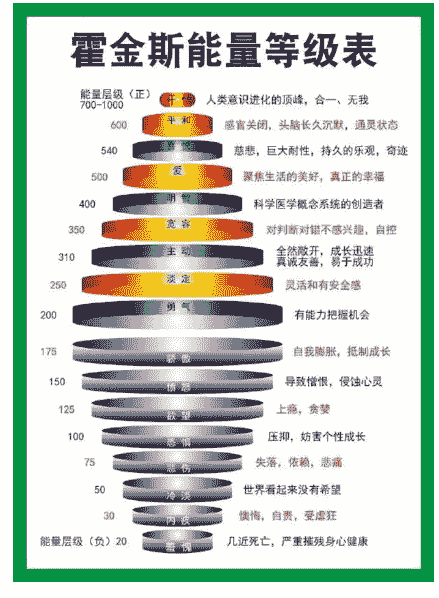 霍金斯能量等级表
能量层级（正）
700-1000 开悟 人类意识进化的顶峰，合一、无我
600 平和 感官关闭，头脑长久沉默，通灵状态
540 慈悲，巨大耐性，持久的乐观，奇迹
500 爱 聚焦生活的美好，真正的幸福
400 明智 科学医学概念系统的创造者
350 宽容 对判断对错不感兴趣，自控
310 主动 全然敞开，成长迅速
真诚友善，易于成功
250 淡定 灵活和有安全感
200 勇气 有能力把握机会
175 骄傲 自我膨胀，抵制成长
150 愤怒 导致憎恨，侵蚀心灵
125 欲望 上瘾，贪婪
100 恐惧 压抑，妨害个性成长
75 悲伤 失落，依赖，悲痛
50 冷淡 世界看起来没有希望
30 内疚 懊悔，自责，受虐狂
能量层级（负）20 羞愧 几近死亡，严重摧残身心健康